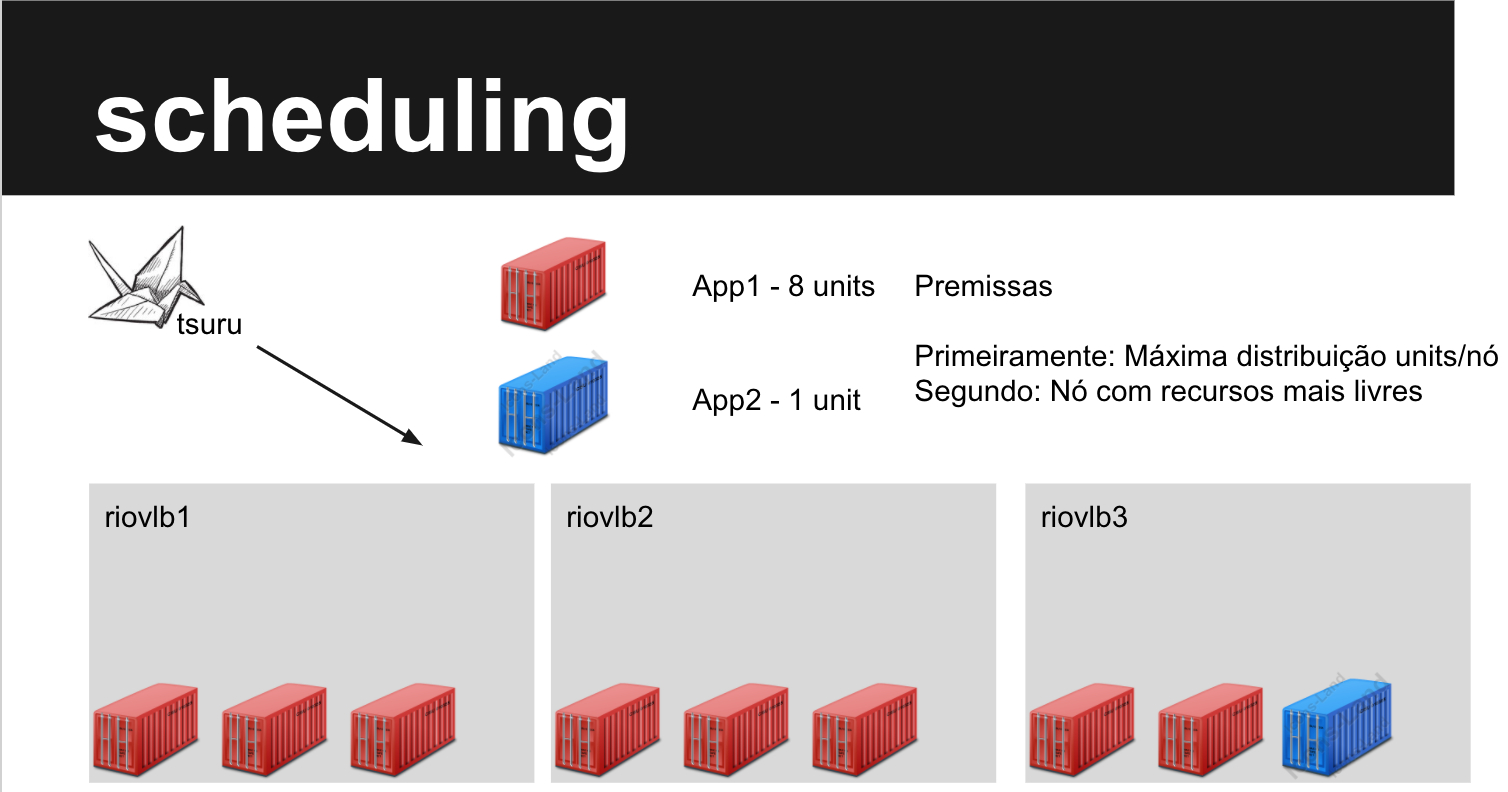 scheduling
tsuru
App1 - 8 units
App2 - 1 unit
Premissas
Primeiramente: Máxima distribuição units/nó
Segundo: Nó com recursos mais livres
riovlb1
riovlb2
riovlb3